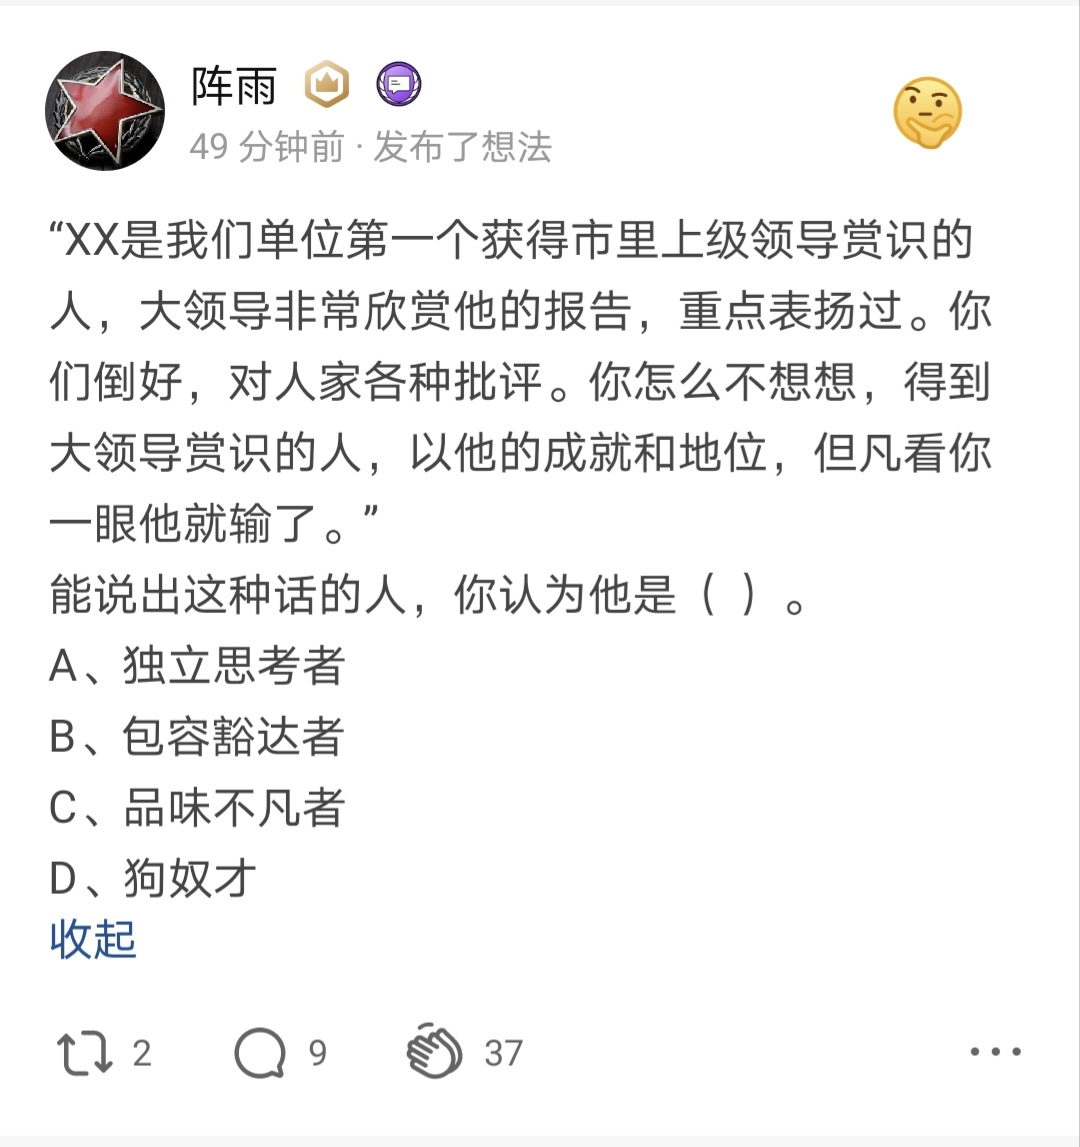 阵雨
49 分钟前 · 发布了想法
“XX是我们单位第一个获得市里上级领导赏识的
人，大领导非常欣赏他的报告，重点表扬过。你
们倒好，对人家各种批评。你怎么不想想，得到
大领导赏识的人，以他的成就和地位，但凡看你
一眼他就输了。”
能说出这种话的人，你认为他是（ ）。
A、独立思考者
B、包容豁达者
C、品味不凡者
D、狗奴才
收起
2 9 37